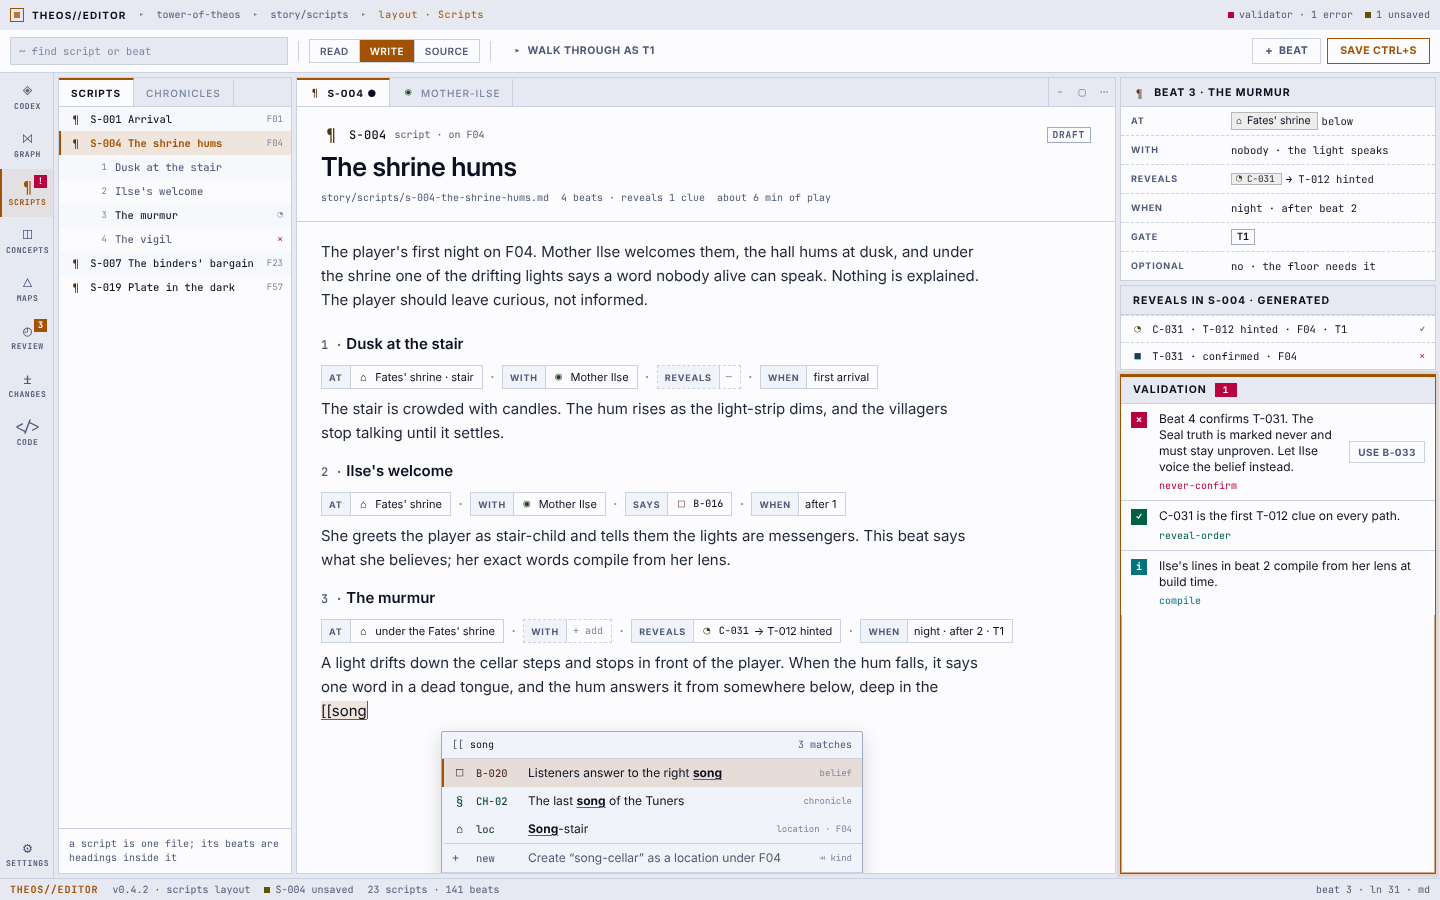 THEOS//EDITOR ▸ tower-of-theos ▸ story/scripts ▸ layout · Scripts
validator · 1 error 1 unsaved
~ find script or beat
READ WRITE SOURCE
▸ WALK THROUGH AS T1
+ BEAT SAVE CTRL+S
CODEX
GRAPH
¶ !
SCRIPTS
CONCEPTS
MAPS
3
REVIEW
±
CHANGES
</>
CODE
SETTINGS
SCRIPTS CHRONICLES
¶ S-001 Arrival F01
¶ S-004 The shrine hums F04
1 Dusk at the stair
2 Ilse's welcome
3 The murmur
4 The vigil ×
¶ S-007 The binders' bargain F23
¶ S-019 Plate in the dark F57
a script is one file; its beats are
headings inside it
¶ S-004 ● MOTHER-ILSE
¶ S-004 script · on F04
DRAFT
The shrine hums
story/scripts/s-004-the-shrine-hums.md 4 beats · reveals 1 clue about 6 min of play
The player's first night on F04. Mother Ilse welcomes them, the hall hums at dusk, and under
the shrine one of the drifting lights says a word nobody alive can speak. Nothing is explained.
The player should leave curious, not informed.
1 · Dusk at the stair
AT ⌂ Fates' shrine · stair · WITH ◉ Mother Ilse · REVEALS — · WHEN first arrival
The stair is crowded with candles. The hum rises as the light-strip dims, and the villagers
stop talking until it settles.
2 · Ilse's welcome
AT ⌂ Fates' shrine · WITH ◉ Mother Ilse · SAYS □ B-016 · WHEN after 1
She greets the player as stair-child and tells them the lights are messengers. This beat says
what she believes; her exact words compile from her lens.
3 · The murmur
AT ⌂ under the Fates' shrine · WITH + add · REVEALS ◔ C-031 → T-012 hinted · WHEN night · after 2 · T1
A light drifts down the cellar steps and stops in front of the player. When the hum falls, it says
one word in a dead tongue, and the hum answers it from somewhere below, deep in the
[[song
[[ song 3 matches
□ B-020 Listeners answer to the right song belief
§ CH-02 The last song of the Tuners chronicle
⌂ loc Song-stair location · F04
+ new Create “song-cellar” as a location under F04 kind
¶ BEAT 3 · THE MURMUR
AT ⌂ Fates' shrine below
WITH nobody · the light speaks
REVEALS ◔ C-031 → T-012 hinted
WHEN night · after beat 2
GATE T1
OPTIONAL no · the floor needs it
REVEALS IN S-004 · GENERATED
◔ C-031 · T-012 hinted · F04 · T1 ✓
■ T-031 · confirmed · F04 ×
VALIDATION 1
× Beat 4 confirms T-031. The
Seal truth is marked never and
must stay unproven. Let Ilse
voice the belief instead.
never-confirm
USE B-033
✓ C-031 is the first T-012 clue on every path.
reveal-order
i Ilse's lines in beat 2 compile from her lens at
build time.
compile
THEOS//EDITOR v0.4.2 · scripts layout S-004 unsaved 23 scripts · 141 beats
beat 3 · ln 31 · md